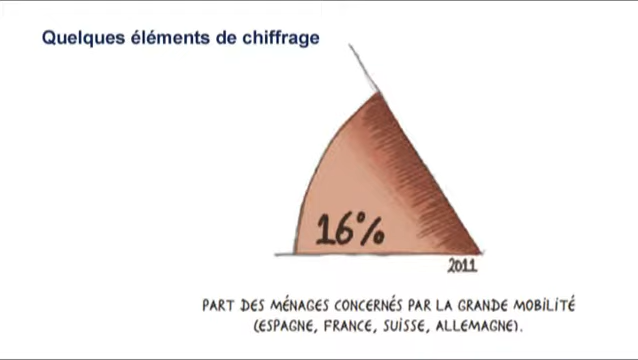 Quelques éléments de chiffrage
16%
2011
PART DES MÉNAGES CONCERNÉS PAR LA GRANDE MOBILITÉ
(ESPAGNE, FRANCE, SUISSE, ALLEMAGNE).